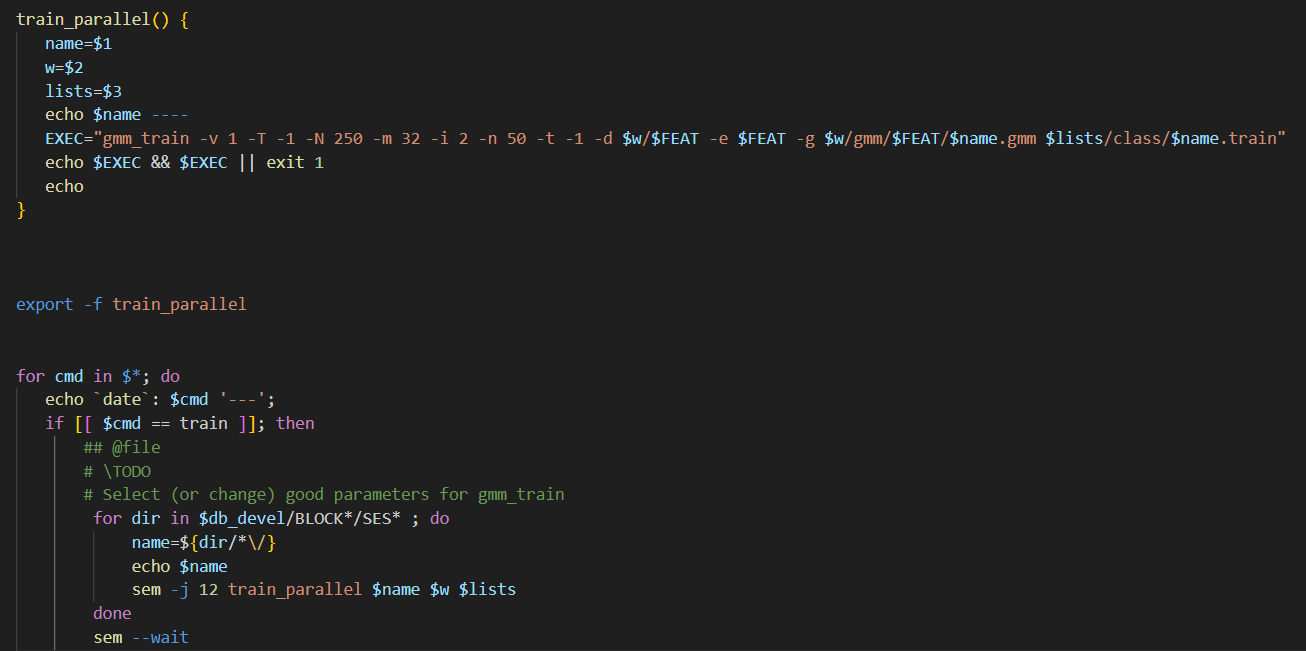 train_parallel() {
name=$1
w=$2
lists=$3
echo $name ----
EXEC="gmm_train -v 1 -T -1 -N 250 -m 32 -i 2 -n 50 -t -1 -d $w/$FEAT -e $FEAT -g $w/gmm/$FEAT/$name.gmm $lists/class/$name.train"
echo $EXEC && $EXEC || exit 1
echo
}
export -f train_parallel
for cmd in $*; do
echo `date`: $cmd '---';
if [[ $cmd == train ]]; then
## @file
# \TODO
# Select (or change) good parameters for gmm_train
for dir in $db_devel/BLOCK*/SES* ; do
name=${dir/*\/}
echo $name
sem -j 12 train_parallel $name $w $lists
done
sem --wait